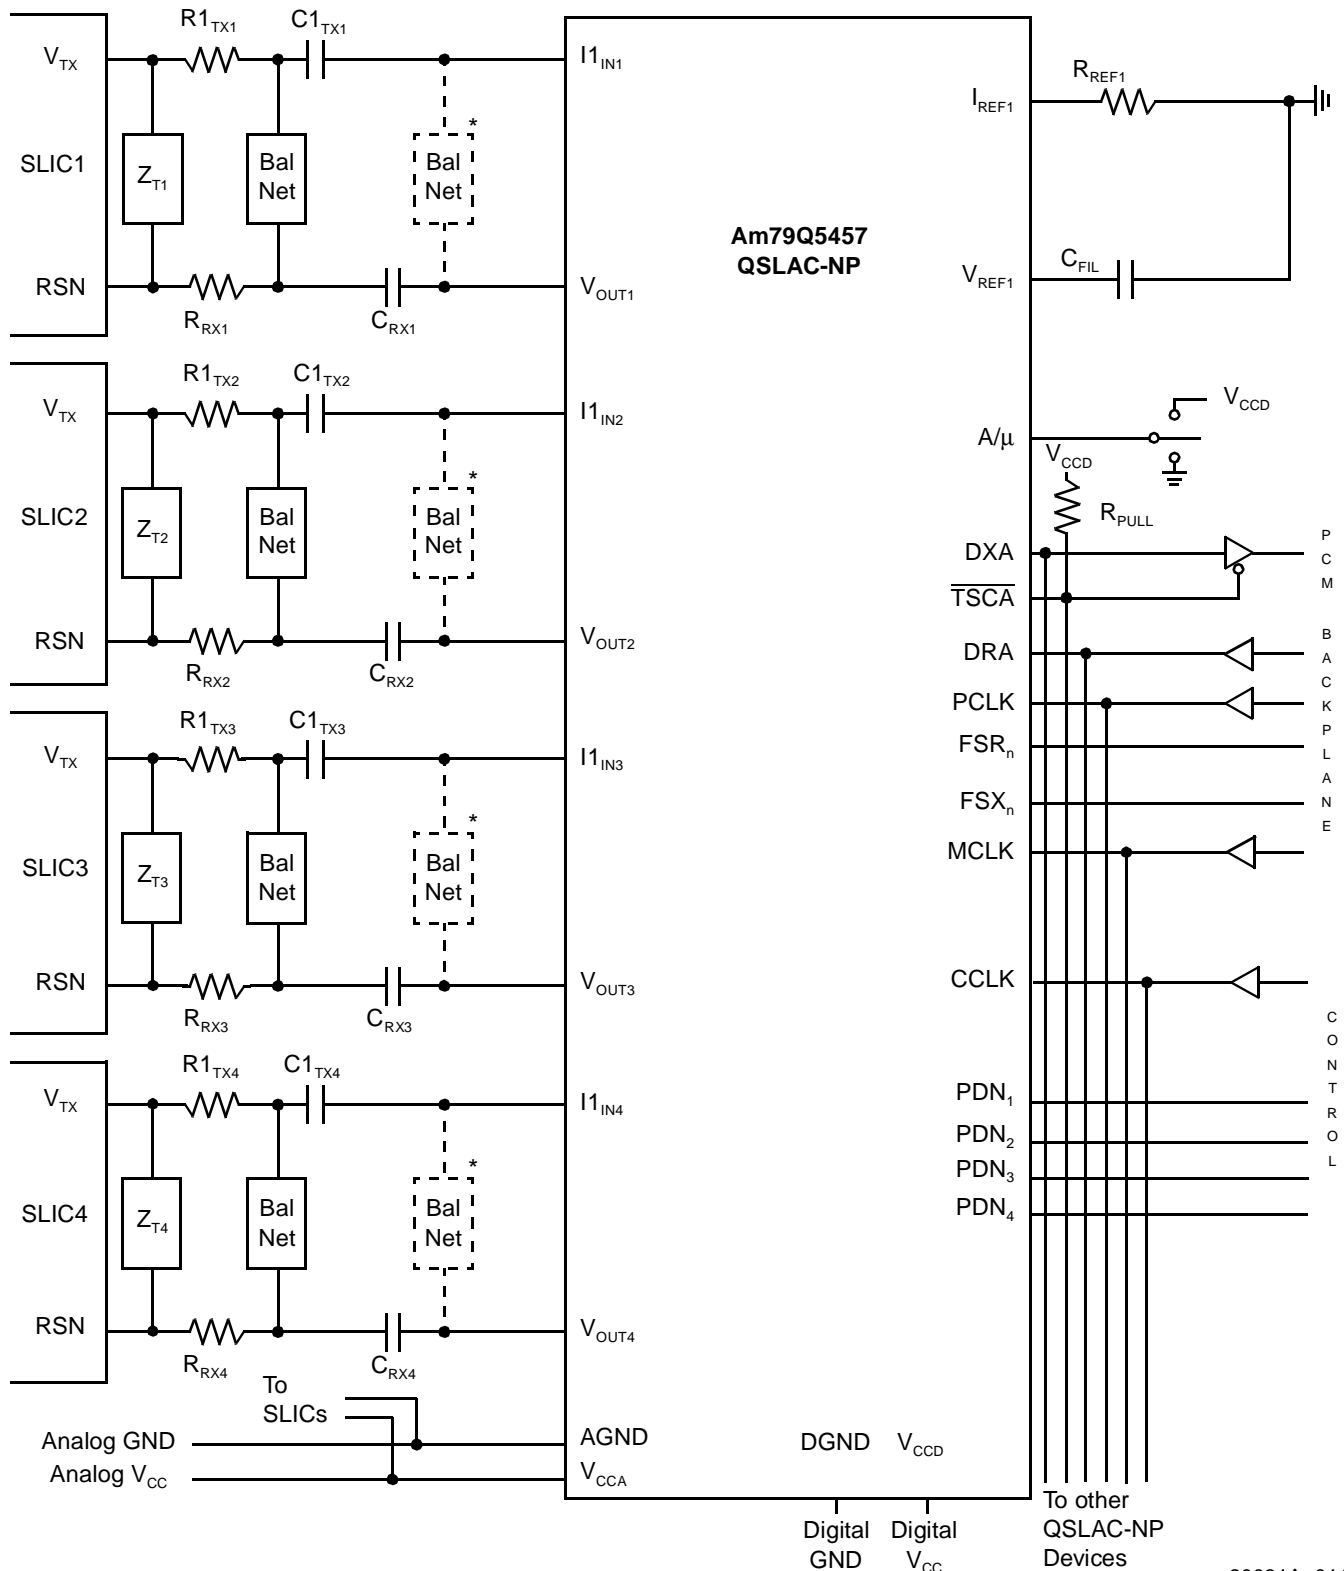 R1TX1 C1TX1
VTX
I1IN1
SLIC1
ZT1
Bal
Net
*
Bal
Net
RSN
VOUT1
RRX1
CRX1
R1TX2 C1TX2
VTX
I1IN2
SLIC2
ZT2
Bal
Net
*
Bal
Net
RSN
VOUT2
RRX2
CRX2
R1TX3 C1TX3
VTX
I1IN3
SLIC3
ZT3
Bal
Net
*
Bal
Net
RSN
VOUT3
RRX3
CRX3
R1TX4 C1TX4
VTX
I1IN4
SLIC4
ZT4
Bal
Net
*
Bal
Net
RSN
VOUT4
RRX4
CRX4
To
SLICs
Analog GND
Analog VCC
AGND
VCCA
Am79Q5457
QSLAC-NP
DGND VCCD
Digital
GND
Digital
VCC
IREF1
RREF1
VREF1
CFIL
A/μ
VCCD
VCCD
RPULL
DXA
TSCA
DRA
PCLK
FSRn
FSXn
MCLK
CCLK
PDN1
PDN2
PDN3
PDN4
PCM
BACKPLANE
CONTROL
To other
QSLAC-NP
Devices